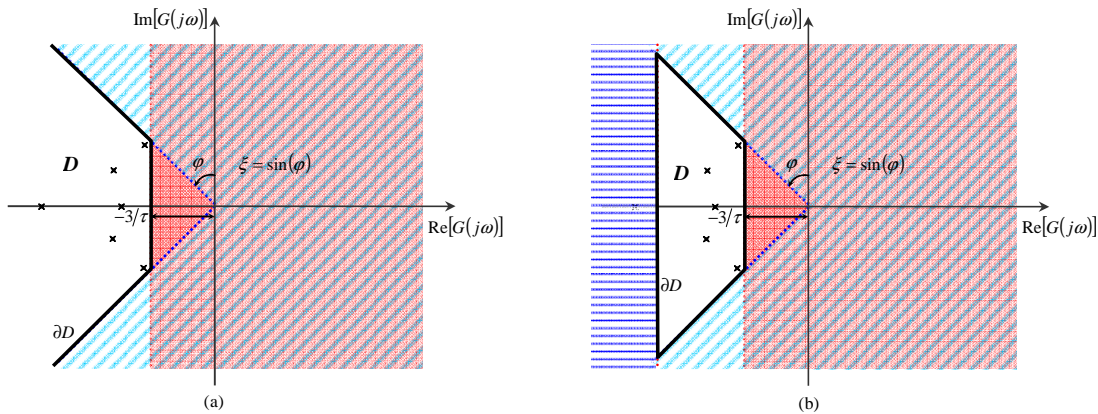 Im[G(jω)]
D
φ
ξ = sin(φ)
−3/τ
Re[G(jω)]
∂D
(a)
Im[G(jω)]
D
φ
ξ = sin(φ)
−3/τ
Re[G(jω)]
∂D
(b)